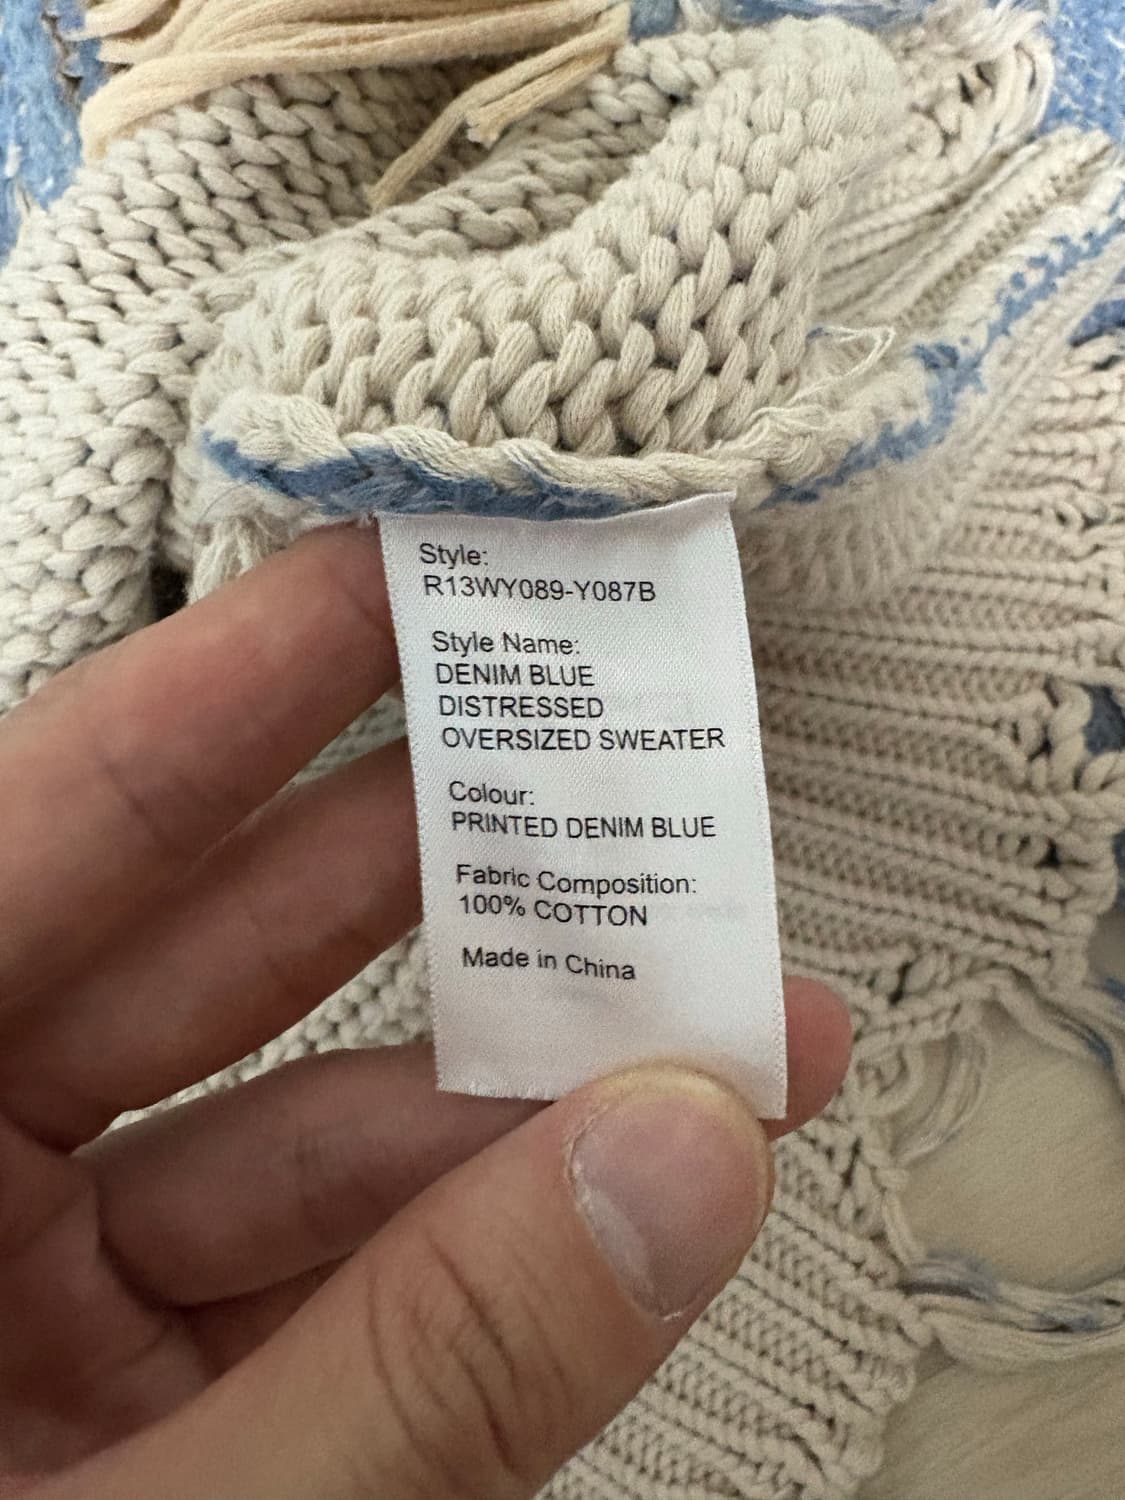 Style:
R13WY089-Y087B
Style Name:
DENIM BLUE
DISTRESSED
OVERSIZED SWEATER
Colour:
PRINTED DENIM BLUE
Fabric Composition:
100% COTTON
Made in China